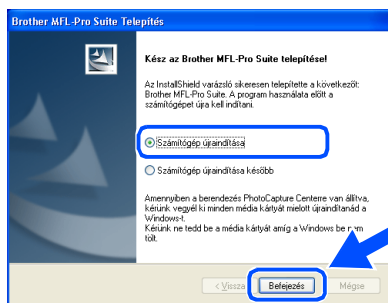 Brother MFL-Pro Suite Telepítés
Kész az Brother MFL-Pro Suite telepítése!
Az InstallShield varázsló sikeresen telepítette a következőt:
Brother MFL-Pro Suite. A program használata előtt a
számítógépet újra kell indítani.
Számítógép újraindítása
Számítógép újraindítása később
Amennyiben a berendezés PhotoCapture Centerre van állítva,
kérünk vegyél ki minden média kártyát mielott újraindítanád a
Windows-t.
Kérünk ne tedd be a média kártyát amíg a Windows be nem
tölt.
< Vissza Befejezés Mégse